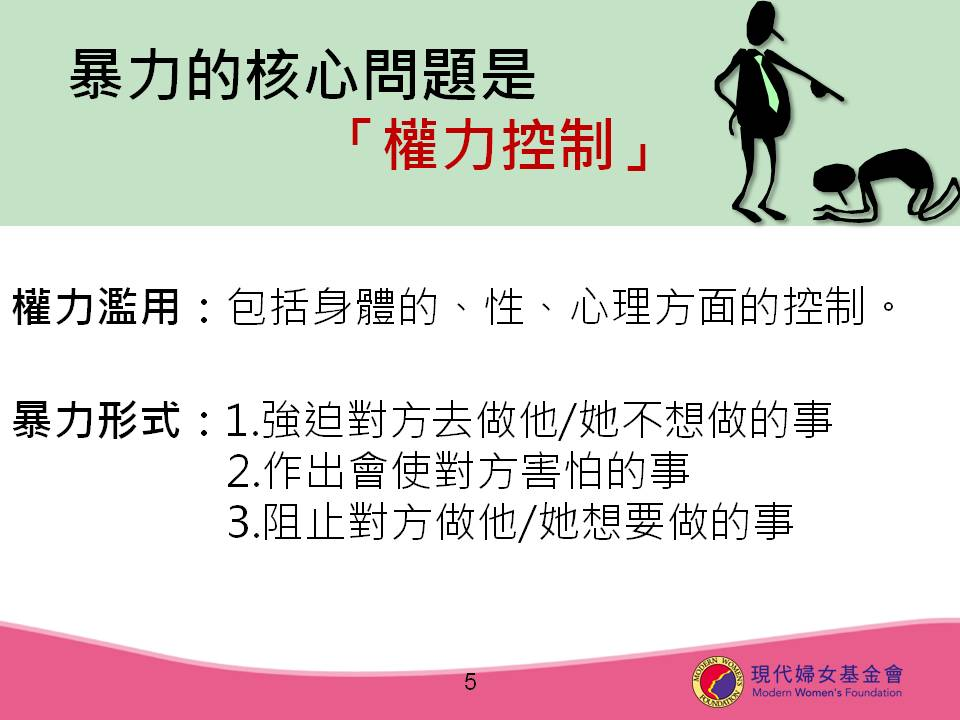 暴力的核心問題是
「權力控制」
權力濫用：包括身體的、性、心理方面的控制。
暴力形式：1.強迫對方去做他/她不想做的事
2.作出會使對方害怕的事
3.阻止對方做他/她想要做的事
5
MODERN WOMEN'S FOUNDATION
現代婦女基金會
Modern Women's Foundation